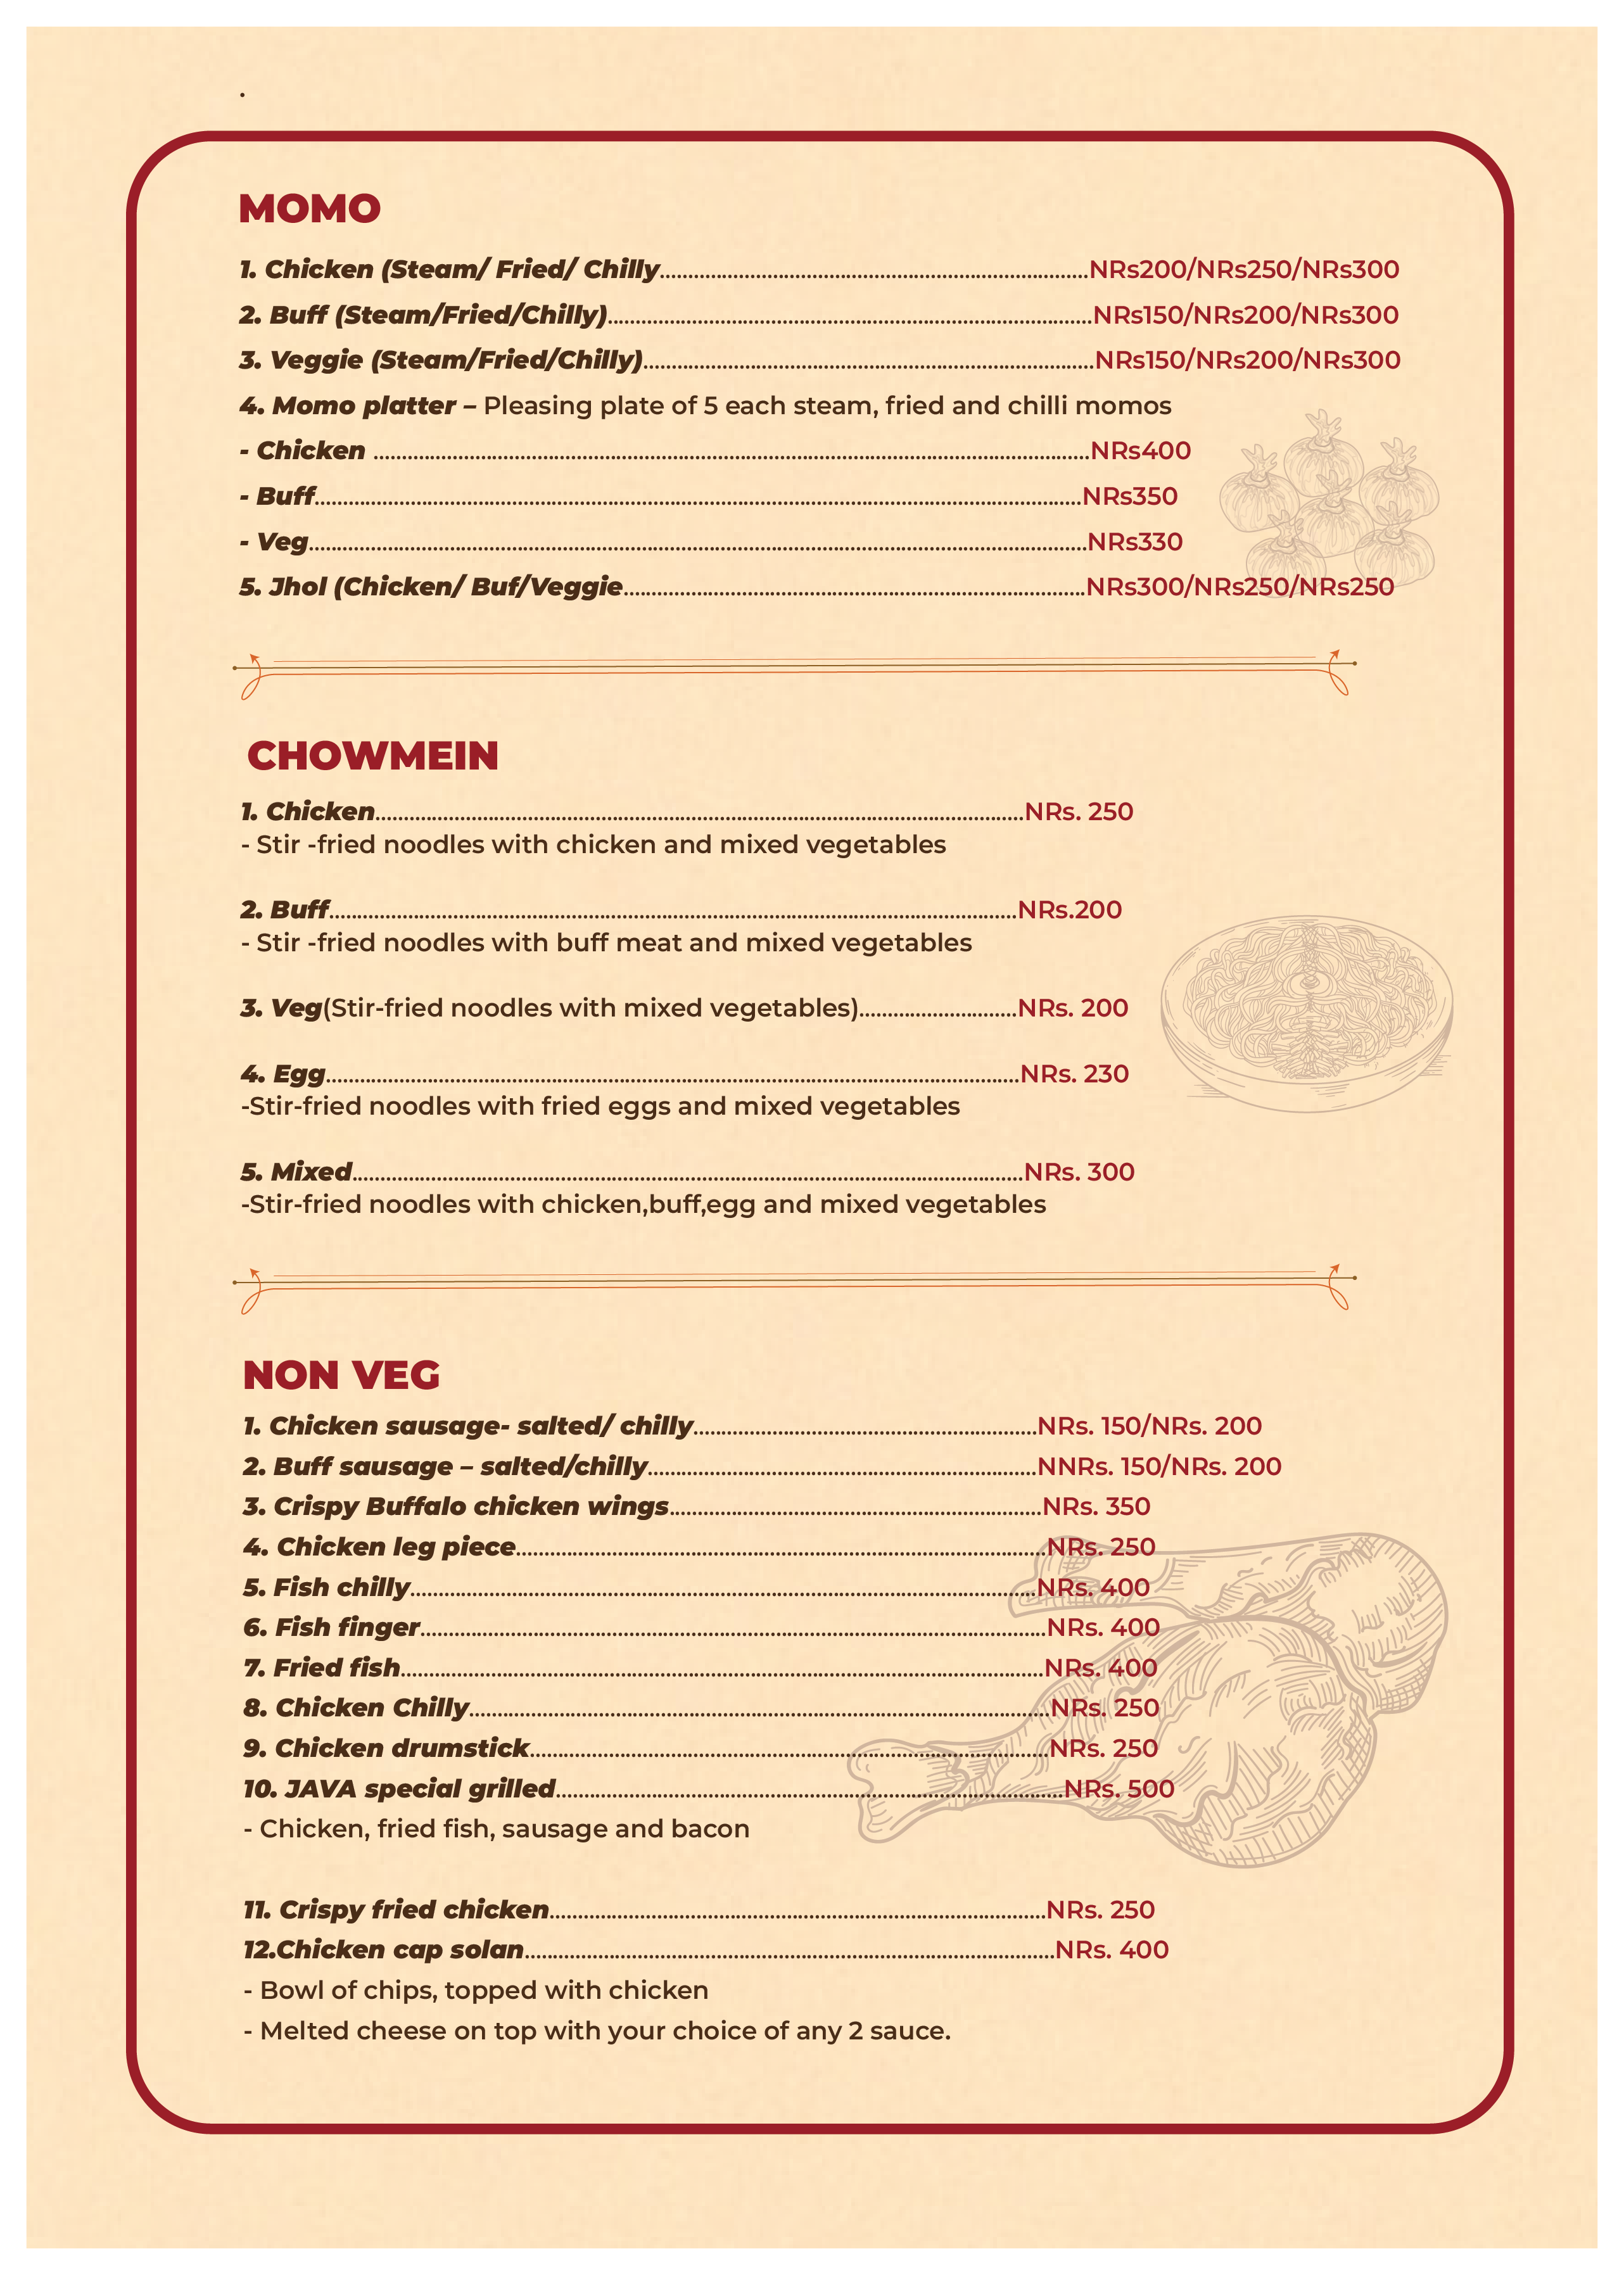 MOMO
1. Chicken (Steam/ Fried/ Chilly............................................................................NRs200/NRs250/NRs300
2. Buff (Steam/Fried/Chilly)......................................................................................NRs150/NRs200/NRs300
3. Veggie (Steam/Fried/Chilly)................................................................................NRs150/NRs200/NRs300
4. Momo platter – Pleasing plate of 5 each steam, fried and chilli momos
- Chicken ...............................................................................................................................NRs400
- Buff........................................................................................................................................NRs350
- Veg..........................................................................................................................................NRs330
5. Jhol (Chicken/ Buf/Veggie..................................................................................NRs300/NRs250/NRs250
CHOWMEIN
1. Chicken...................................................................................................................NRs. 250
- Stir -fried noodles with chicken and mixed vegetables
2. Buff..........................................................................................................................NRs.200
- Stir -fried noodles with buff meat and mixed vegetables
3. Veg(Stir-fried noodles with mixed vegetables)............................NRs. 200
4. Egg...........................................................................................................................NRs. 230
-Stir-fried noodles with fried eggs and mixed vegetables
5. Mixed.......................................................................................................................NRs. 300
-Stir-fried noodles with chicken,buff,egg and mixed vegetables
NON VEG
1. Chicken sausage- salted/ chilly.............................................................NRs. 150/NRs. 200
2. Buff sausage – salted/chilly.....................................................................NNRs. 150/NRs. 200
3. Crispy Buffalo chicken wings..................................................................NRs. 350
4. Chicken leg piece..............................................................................................NRs. 250
5. Fish chilly...............................................................................................................NRs. 400
6. Fish finger...............................................................................................................NRs. 400
7. Fried fish..................................................................................................................NRs. 400
8. Chicken Chilly.......................................................................................................NRs. 250
9. Chicken drumstick............................................................................................NRs. 250
10. JAVA special grilled..........................................................................................NRs. 500
- Chicken, fried fish, sausage and bacon
11. Crispy fried chicken........................................................................................NRs. 250
12.Chicken cap solan..............................................................................................NRs. 400
- Bowl of chips, topped with chicken
- Melted cheese on top with your choice of any 2 sauce.